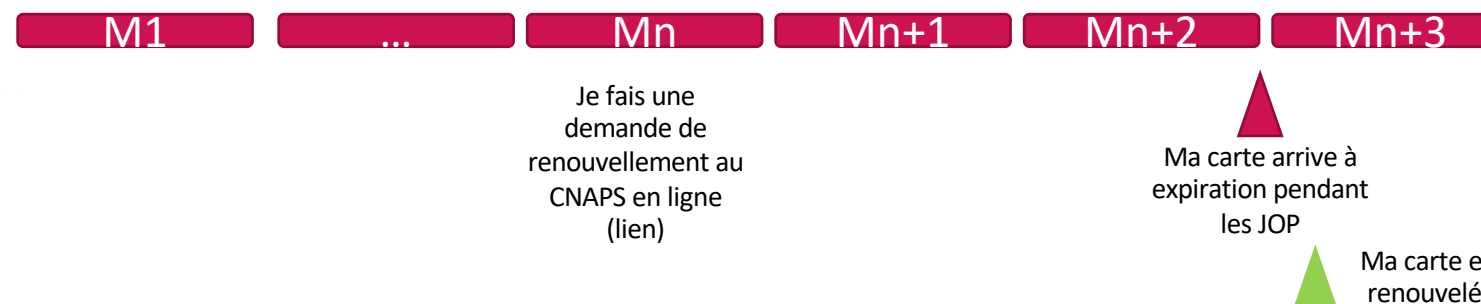 M1 ... Mn Mn+1 Mn+2 Mn+3
Je fais une
demande de
renouvellement au
CNAPS en ligne
(lien)
Ma carte arrive à
expiration pendant
les JOP
Ma carte e
renouvelé